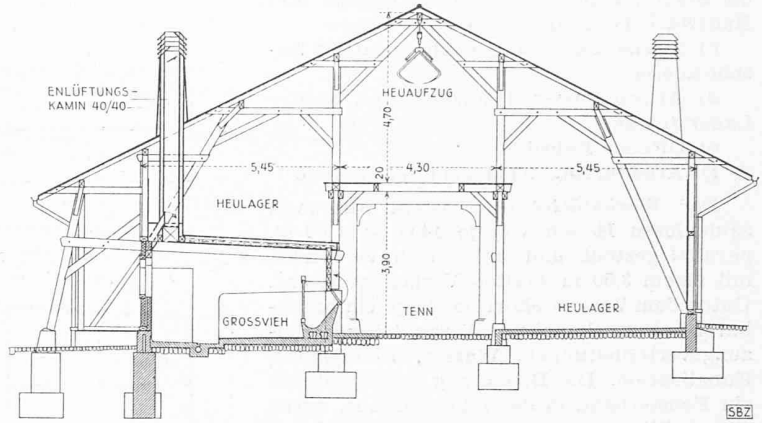 ENLÜFTUNGS-
KAMIN 40/40
HEUAUFZUG
4,70
5,45
4,30
5,45
20
HEULAGER
3,90
GROSSVIEH
TENN
HEULAGER
SBZ